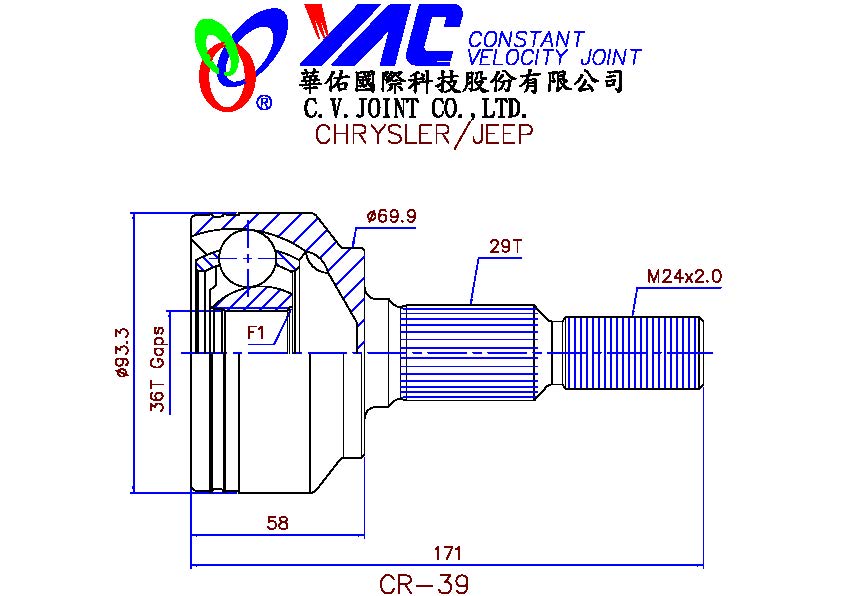 YAC CONSTANT
VELOCITY JOINT
®
華佑國際科技股份有限公司
C.V.JOINT CO.,LTD.
CHRYSLER/JEEP
ø69.9
29T
M24x2.0
ø93.3
36T Gaps
F1
58
171
CR-39